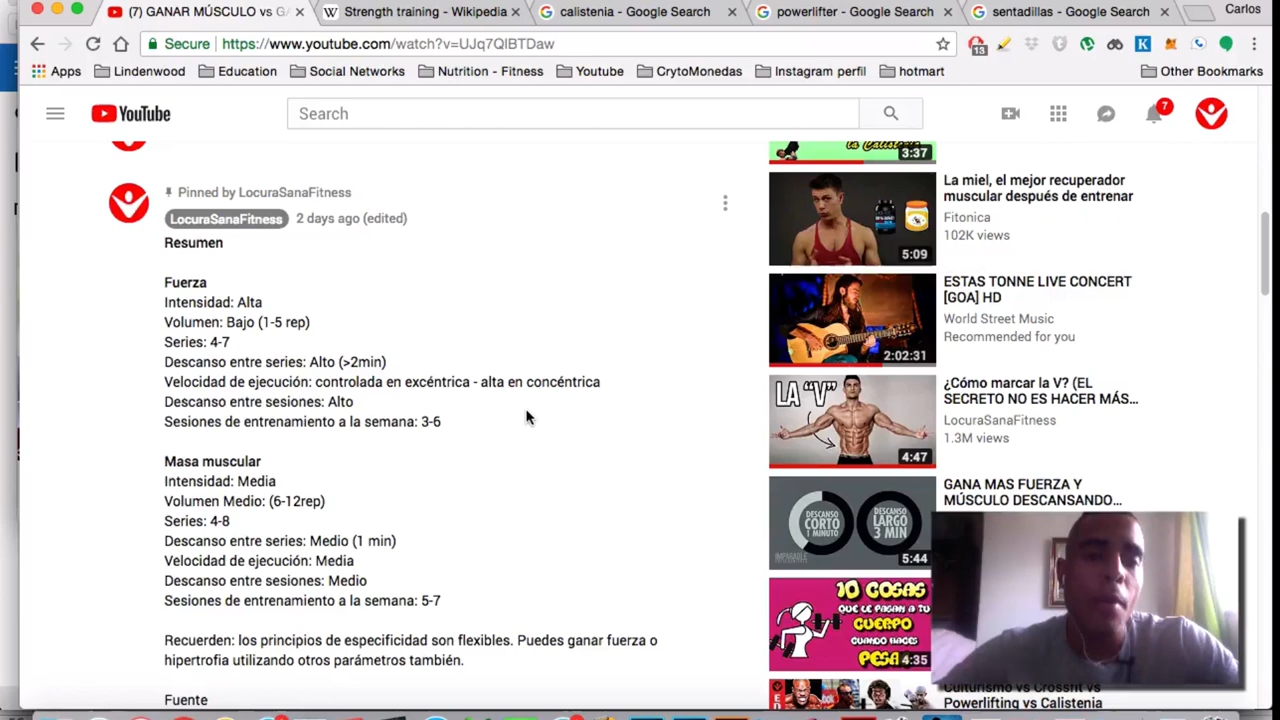 (7) GANAR MÚSCULO vs GA
Strength training - Wikipedia
calistenia - Google Search
powerlifter - Google Search
sentadillas - Google Search
Carlos
Secure
https://www.youtube.com/watch?v=UJq7QIBTDaw
13
K
Apps
Lindenwood
Education
Social Networks
Nutrition - Fitness
Youtube
CrytoMonedas
Instagram perfil
hotmart
Other Bookmarks
YouTube
Search
7
Pinned by LocuraSanaFitness
LocuraSanaFitness 2 days ago (edited)
Resumen
Fuerza
Intensidad: Alta
Volumen: Bajo (1-5 rep)
Series: 4-7
Descanso entre series: Alto (>2min)
Velocidad de ejecución: controlada en excéntrica - alta en concéntrica
Descanso entre sesiones: Alto
Sesiones de entrenamiento a la semana: 3-6
Masa muscular
Intensidad: Media
Volumen Medio: (6-12rep)
Series: 4-8
Descanso entre series: Medio (1 min)
Velocidad de ejecución: Media
Descanso entre sesiones: Medio
Sesiones de entrenamiento a la semana: 5-7
Recuerden: los principios de especificidad son flexibles. Puedes ganar fuerza o
hipertrofia utilizando otros parámetros también.
Fuente
la Calistenia
3:37
La miel, el mejor recuperador
muscular después de entrenar
Fitonica
102K views
5:09
ESTAS TONNE LIVE CONCERT
[GOA] HD
World Street Music
Recommended for you
2:02:31
LA "V"
¿Cómo marcar la V? (EL
SECRETO NO ES HACER MÁS...
LocuraSanaFitness
1.3M views
4:47
GANA MAS FUERZA Y
MÚSCULO DESCANSANDO...
DESCANSO
CORTO
1 MINUTO
DESCANSO
LARGO
3 MIN
5:44
10 COSAS
QUE LE PASAN A TU
CUERPO
CUANDO HACES
PESA
4:35
Culturismo vs Crossfit vs
Powerlifting vs Calistenia